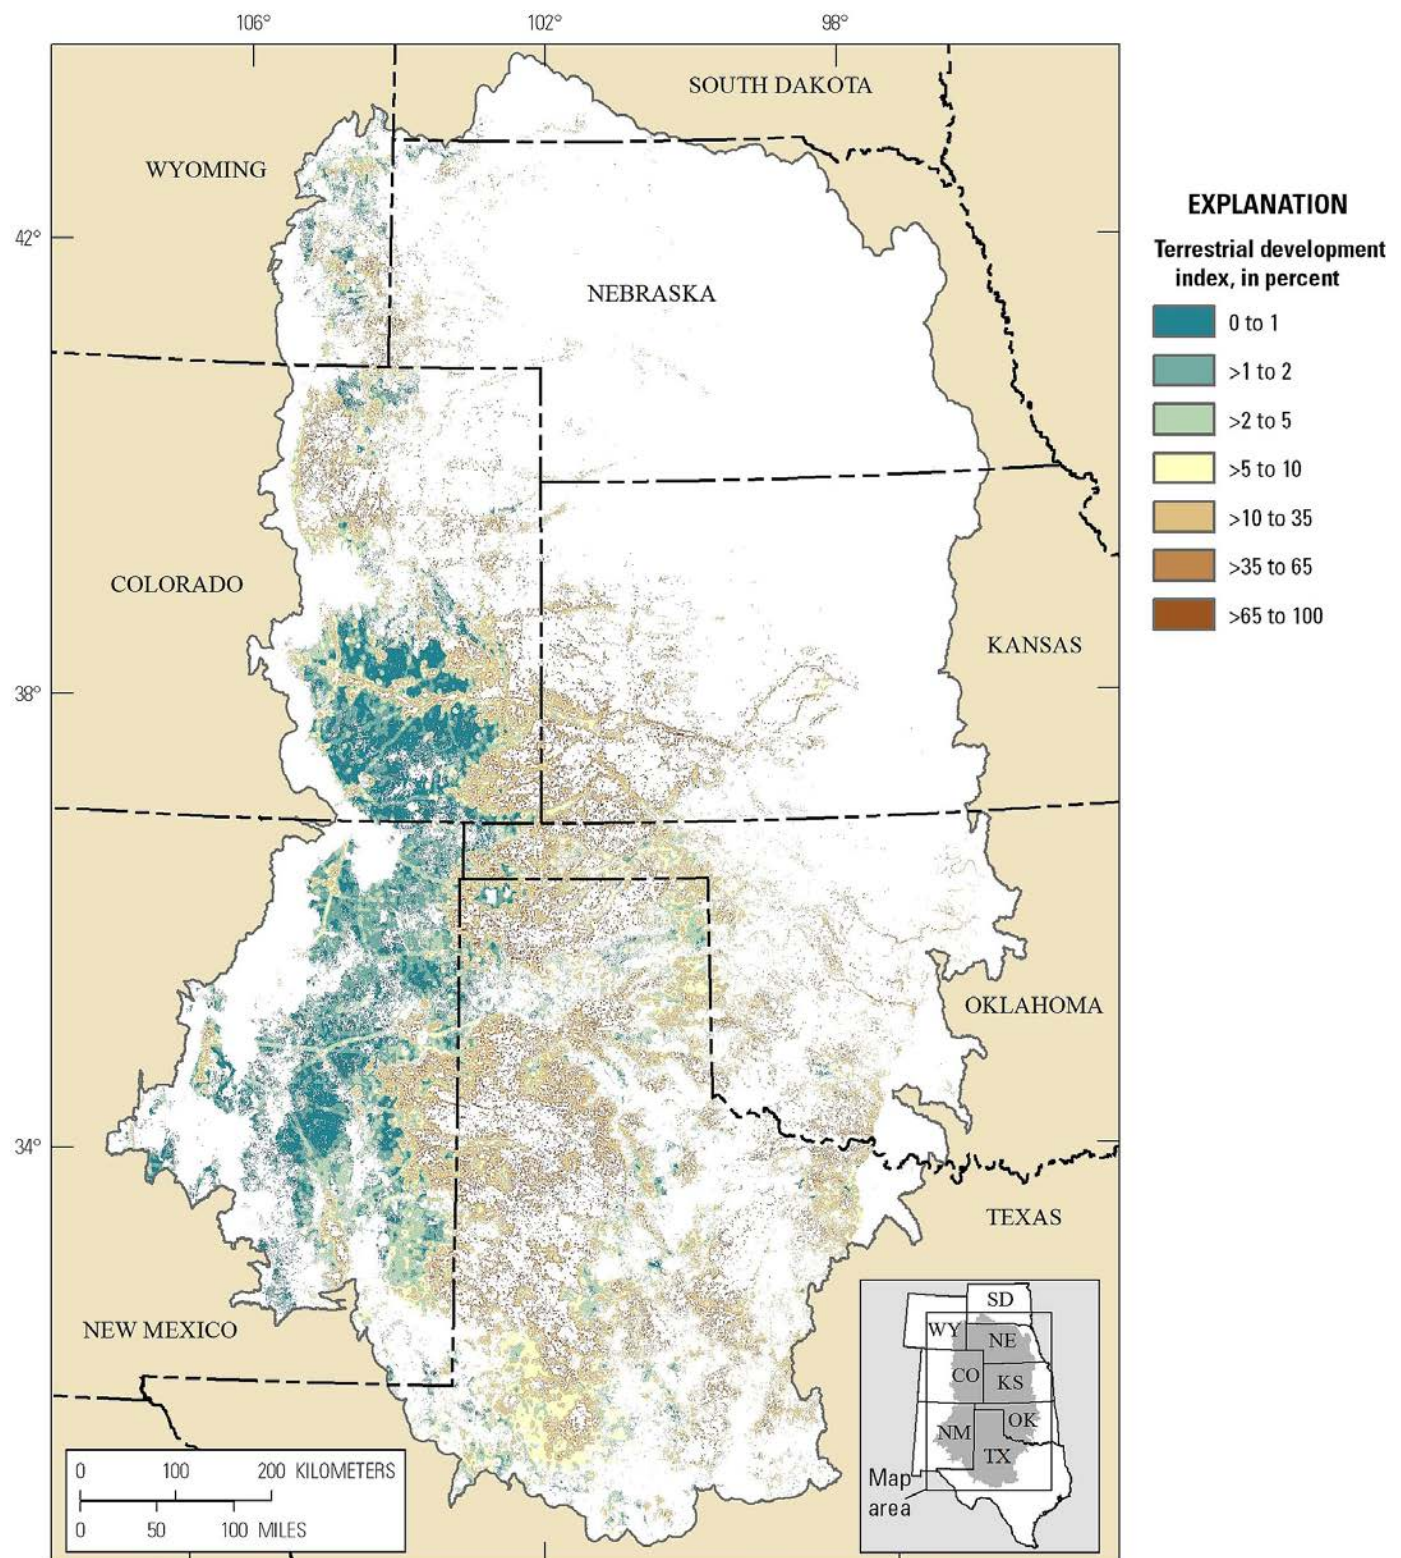 106°
102°
98°
SOUTH DAKOTA
WYOMING
42°
NEBRASKA
COLORADO
KANSAS
38°
OKLAHOMA
34°
TEXAS
NEW MEXICO
EXPLANATION
Terrestrial development
index, in percent
0 to 1
>1 to 2
>2 to 5
>5 to 10
>10 to 35
>35 to 65
>65 to 100
0 100 200 KILOMETERS
0 50 100 MILES
SD
WY
NE
CO
KS
OK
NM
TX
Map
area